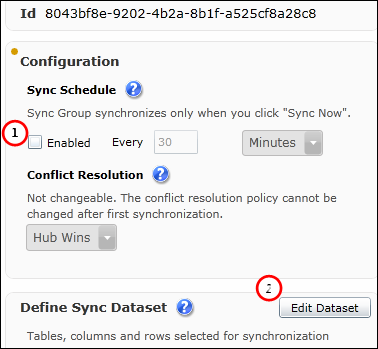 Id 8043bf8e-9202-4b2a-8b1f-a525cf8a28c8
Configuration
Sync Schedule ?
Sync Group synchronizes only when you click "Sync Now".
1
Enabled Every 30 Minutes
Conflict Resolution ?
Not changeable. The conflict resolution policy cannot be
changed after first synchronization.
Hub Wins
2
Define Sync Dataset ? Edit Dataset
Tables, columns and rows selected for synchronization